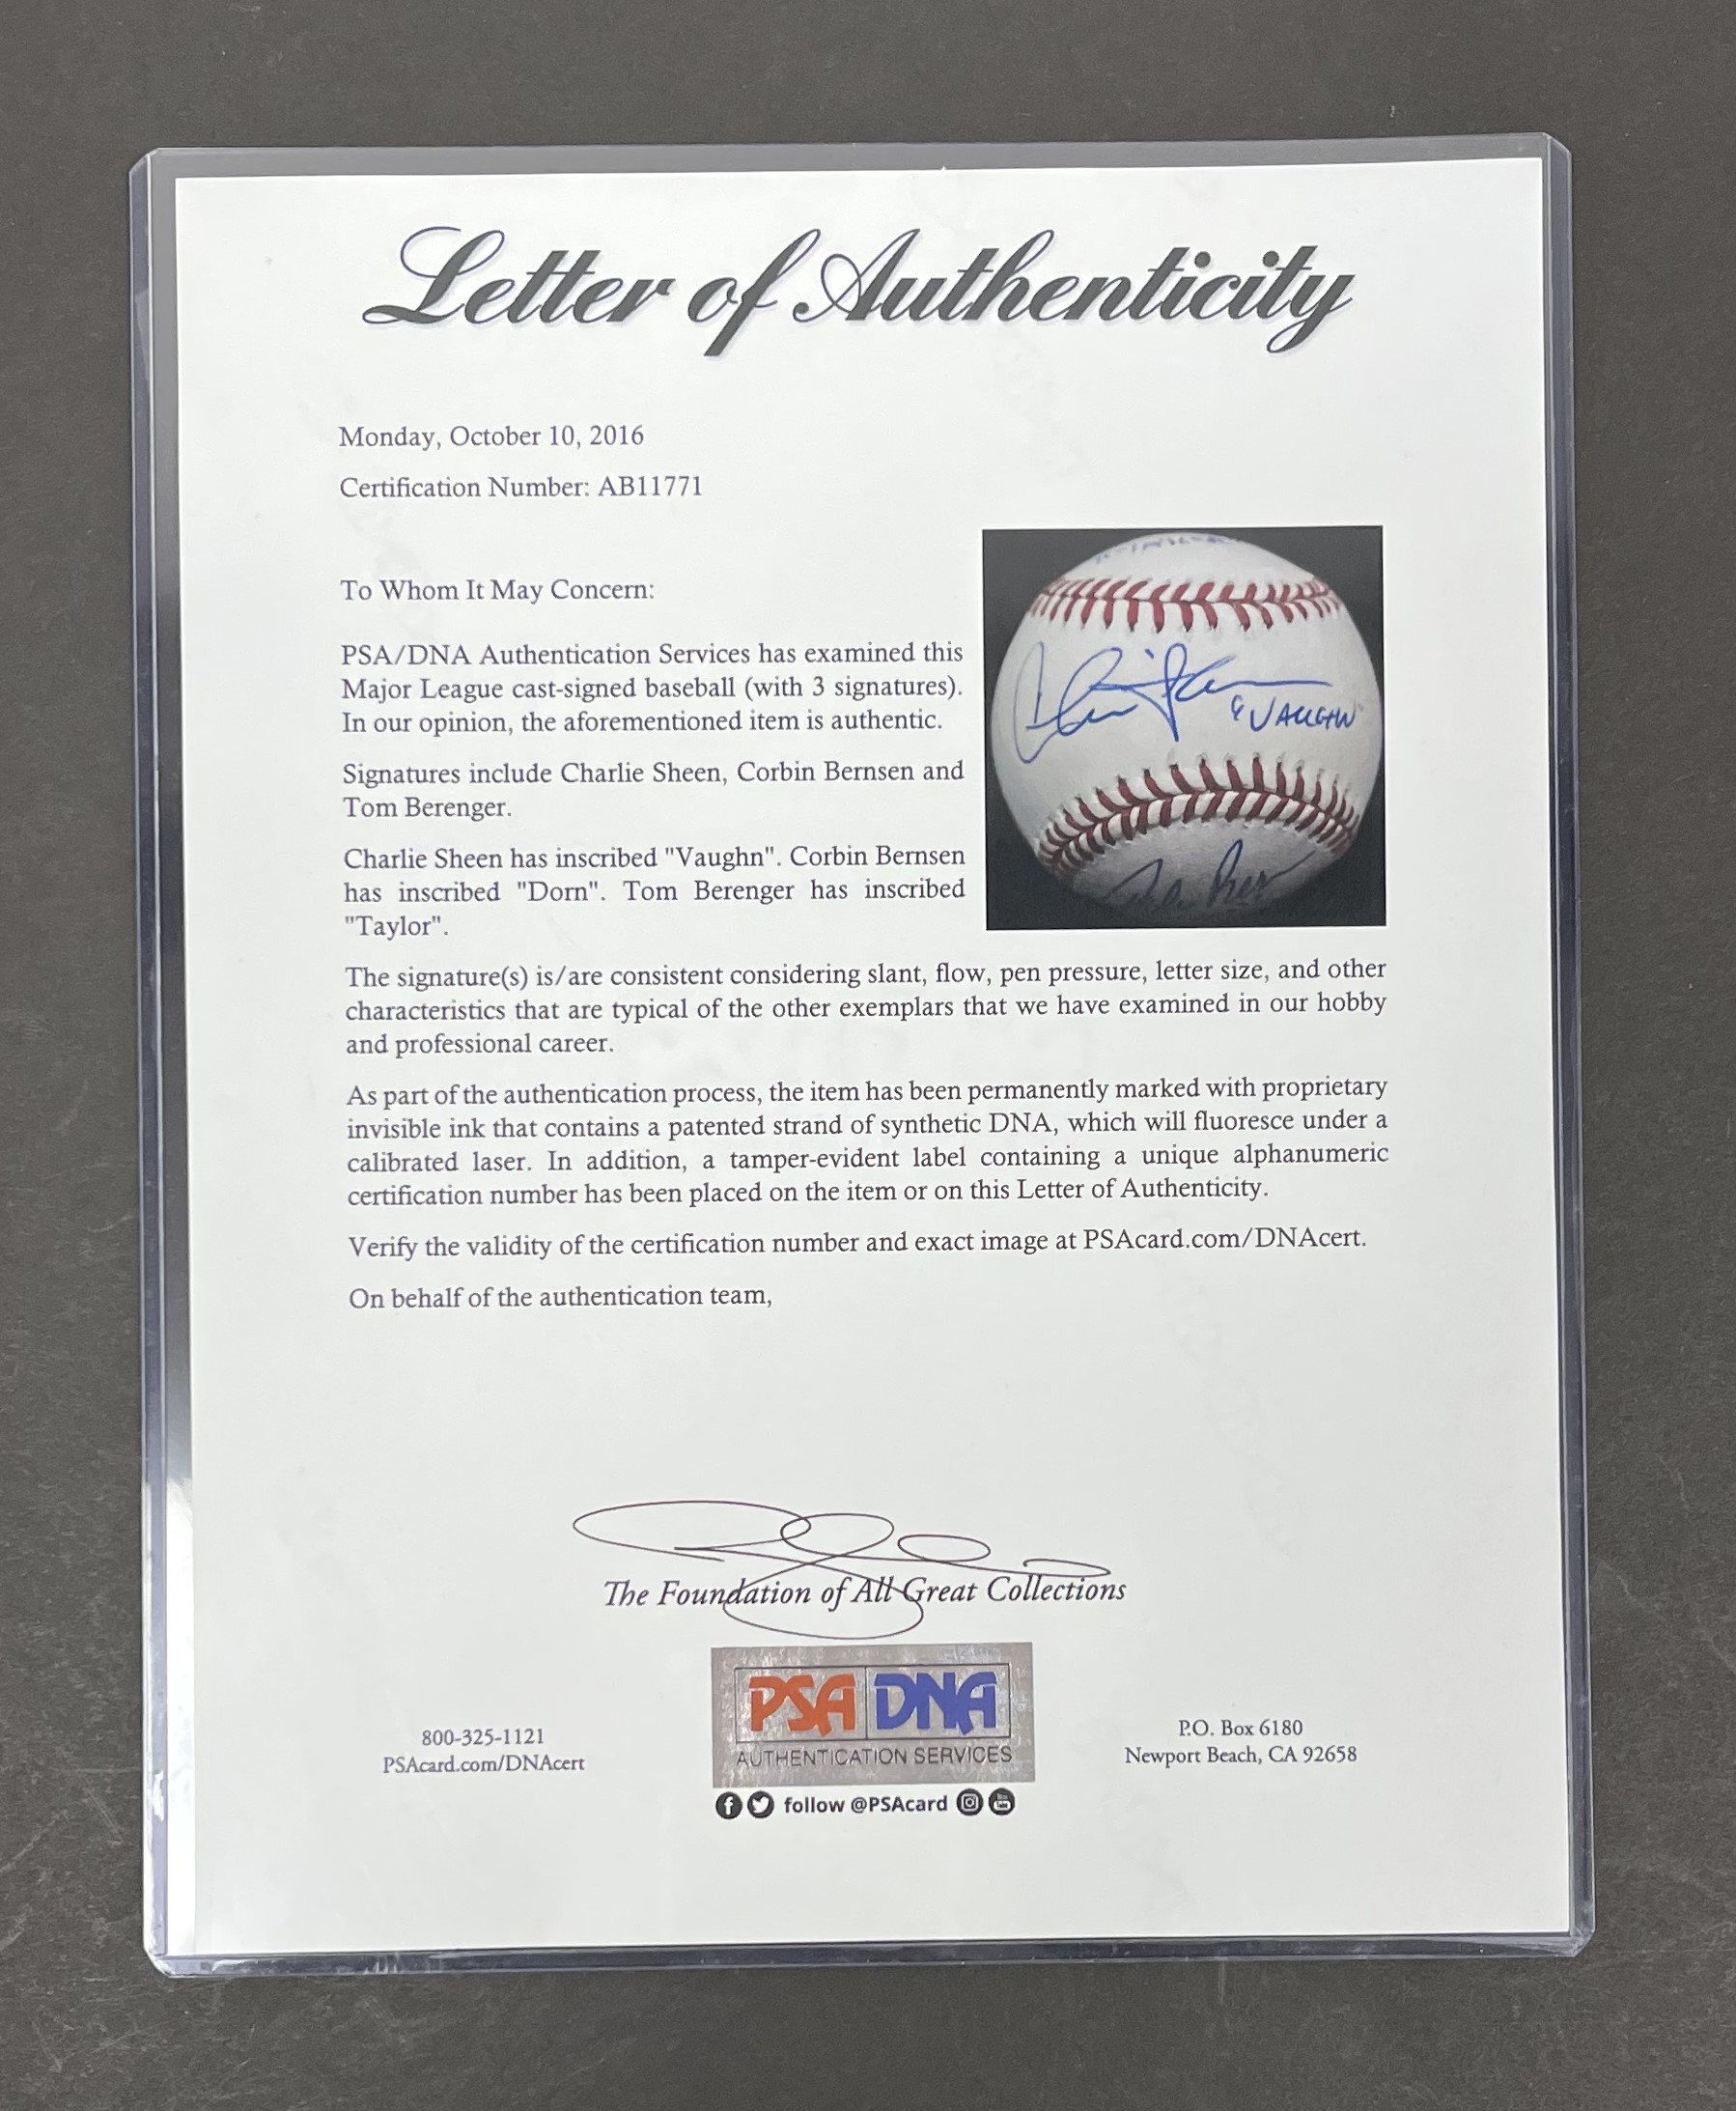 Letter of Authenticity
Monday, October 10, 2016
Certification Number: AB11771
To Whom It May Concern:
PSA/DNA Authentication Services has examined this
Major League cast-signed baseball (with 3 signatures).
In our opinion, the aforementioned item is authentic.
Signatures include Charlie Sheen, Corbin Bernsen and
Tom Berenger.
Charlie Sheen has inscribed "Vaughn". Corbin Bernsen
has inscribed "Dorn". Tom Berenger has inscribed
"Taylor".
"VAUGHN"
The signature(s) is/are consistent considering slant, flow, pen pressure, letter size, and other
characteristics that are typical of the other exemplars that we have examined in our hobby
and professional career.
As part of the authentication process, the item has been permanently marked with proprietary
invisible ink that contains a patented strand of synthetic DNA, which will fluoresce under a
calibrated laser. In addition, a tamper-evident label containing a unique alphanumeric
certification number has been placed on the item or on this Letter of Authenticity.
Verify the validity of the certification number and exact image at PSAcard.com/DNAcert.
On behalf of the authentication team,
The Foundation of All Great Collections
PSA DNA
AUTHENTICATION SERVICES
800-325-1121
PSAcard.com/DNAcert
P.O. Box 6180
Newport Beach, CA 92658
follow @PSAcard